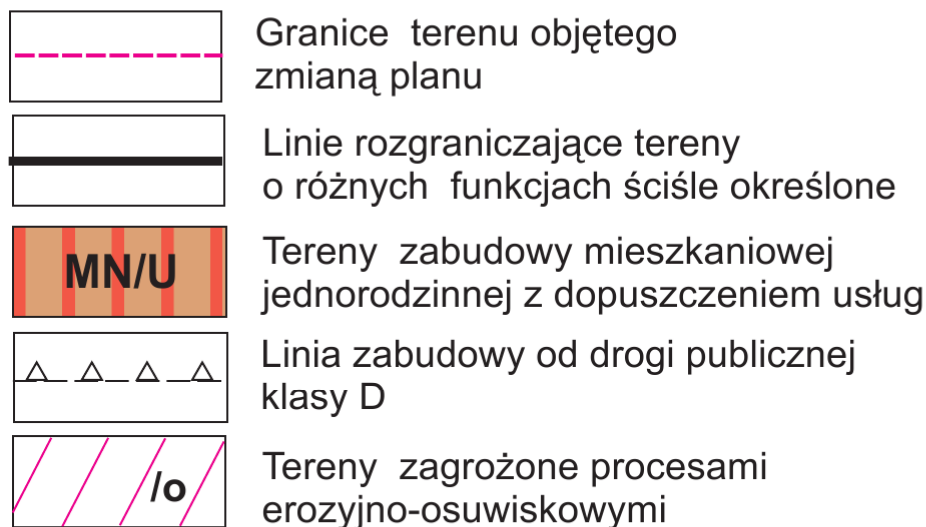 Granice terenu objętego
zmianą planu
Linie rozgraniczające tereny
o różnych funkcjach ściśle określone
MN/U
Tereny zabudowy mieszkaniowej
jednorodzinnej z dopuszczeniem usług
Linia zabudowy od drogi publicznej
klasy D
/o
Tereny zagrożone procesami
erozyjno-osuwiskowymi